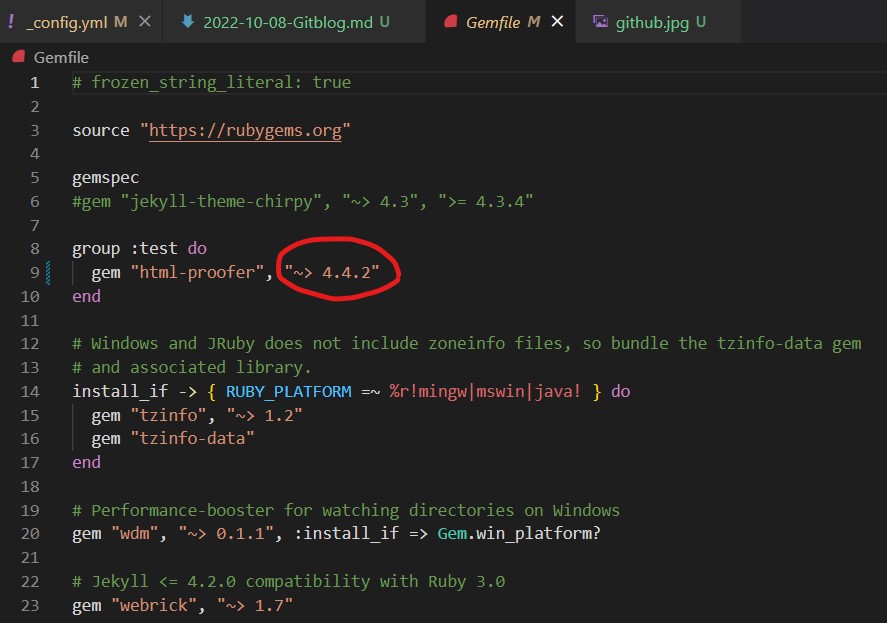 ! _config.yml M ✕ 2022-10-08-Gitblog.md U Gemfile M ✕ github.jpg U
Gemfile
1 # frozen_string_literal: true
2
3 source "https://rubygems.org"
4
5 gemspec
6 #gem "jekyll-theme-chirpy", "~> 4.3", ">= 4.3.4"
7
8 group :test do
9 gem "html-proofer", "~> 4.4.2"
10 end
11
12 # Windows and JRuby does not include zoneinfo files, so bundle the tzinfo-data gem
13 # and associated library.
14 install_if -> { RUBY_PLATFORM =~ %r!mingw|mswin|java! } do
15 gem "tzinfo", "~> 1.2"
16 gem "tzinfo-data"
17 end
18
19 # Performance-booster for watching directories on Windows
20 gem "wdm", "~> 0.1.1", :install_if => Gem.win_platform?
21
22 # Jekyll <= 4.2.0 compatibility with Ruby 3.0
23 gem "webrick", "~> 1.7"